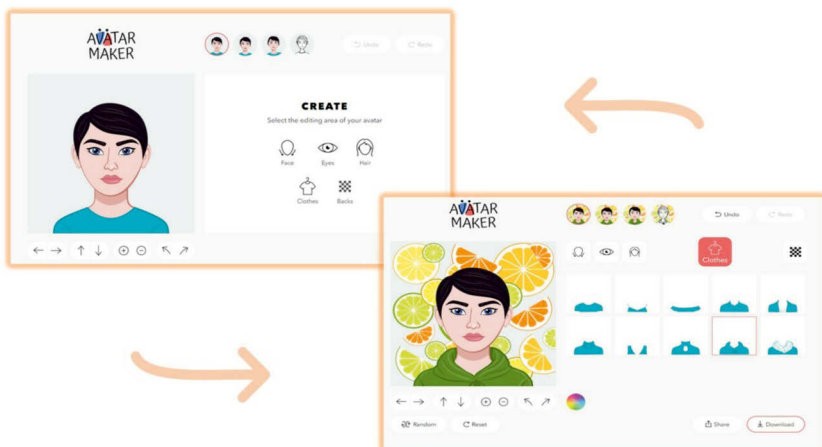 AVATAR
MAKER
Undo
Redo
CREATE
Select the editing area of your avatar
Face
Eyes
Hair
Clothes
Backs
AVATAR
MAKER
Undo
Redo
Clothes
Random
Reset
Share
Download